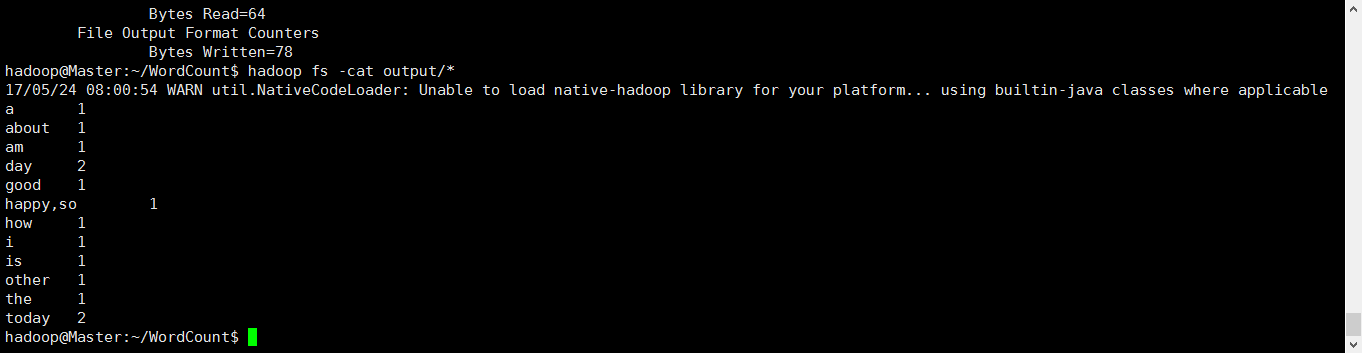 Bytes Read=64
File Output Format Counters
Bytes Written=78
hadoop@Master:~/WordCount$ hadoop fs -cat output/*
17/05/24 08:00:54 WARN util.NativeCodeLoader: Unable to load native-hadoop library for your platform... using builtin-java classes where applicable
a 1
about 1
am 1
day 2
good 1
happy,so 1
how 1
i 1
is 1
other 1
the 1
today 2
hadoop@Master:~/WordCount$